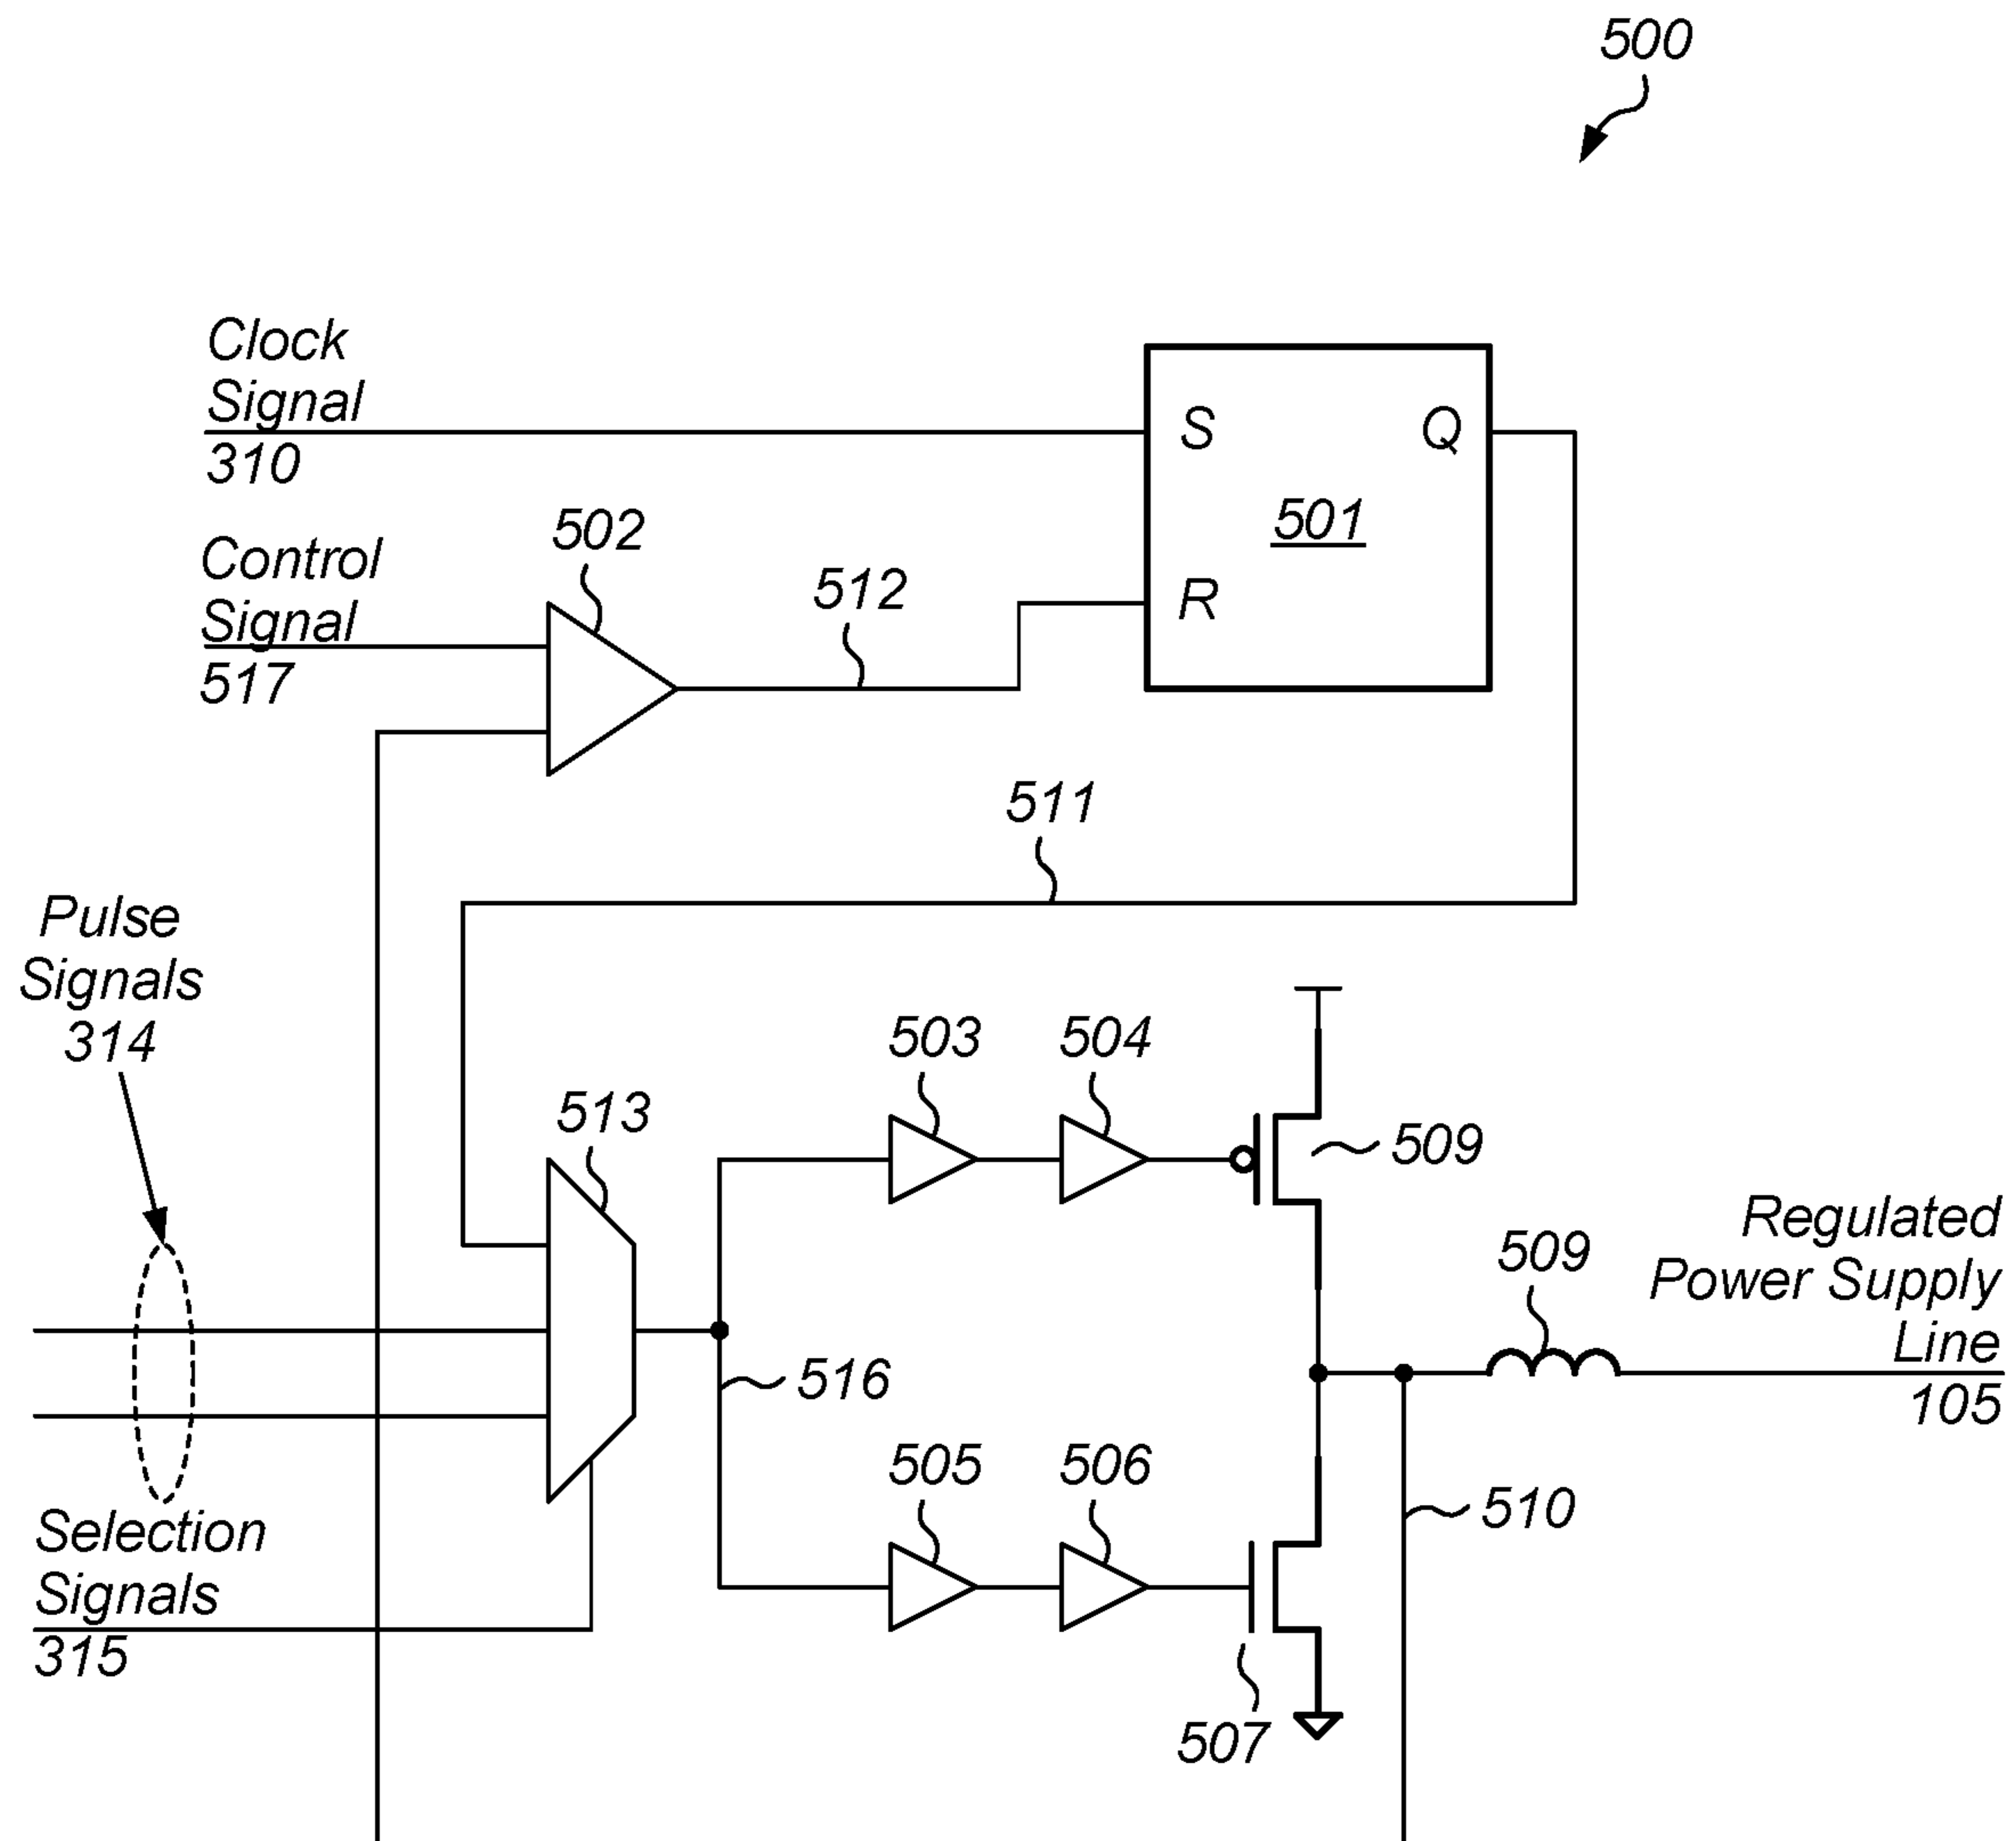 500
Clock
Signal
310
S
Q
501
R
Control
Signal
517
502
512
511
Pulse
Signals
314
513
503
504
509
Regulated
Power Supply
Line
105
509
516
505
506
510
Selection
Signals
315
507